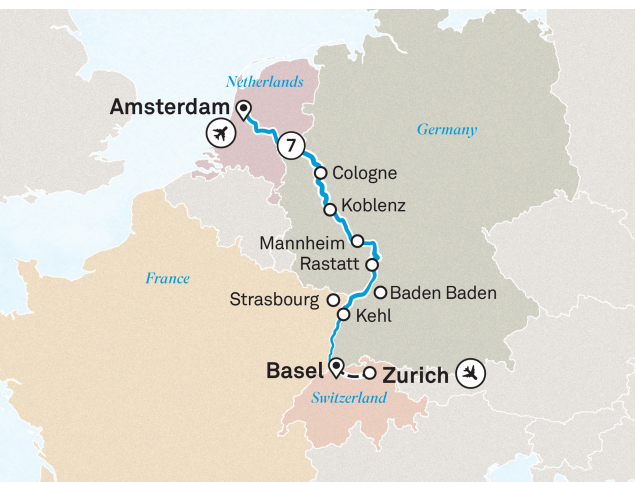 Netherlands
Amsterdam
Germany
7
Cologne
Koblenz
Mannheim
Rastatt
France
Baden Baden
Strasbourg
Kehl
Basel
Zurich
Switzerland